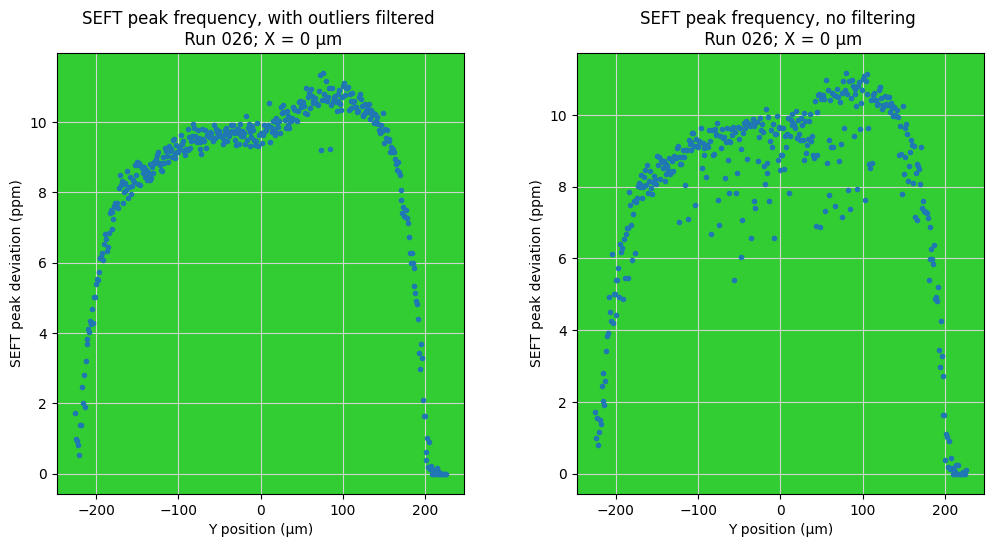 SEFT peak frequency, with outliers filtered
Run 026; X = 0 µm
10
8
6
4
2
0
−200
−100
0
100
200
SEFT peak deviation (ppm)
Y position (µm)
SEFT peak frequency, no filtering
Run 026; X = 0 µm
10
8
6
4
2
0
−200
−100
0
100
200
SEFT peak deviation (ppm)
Y position (µm)